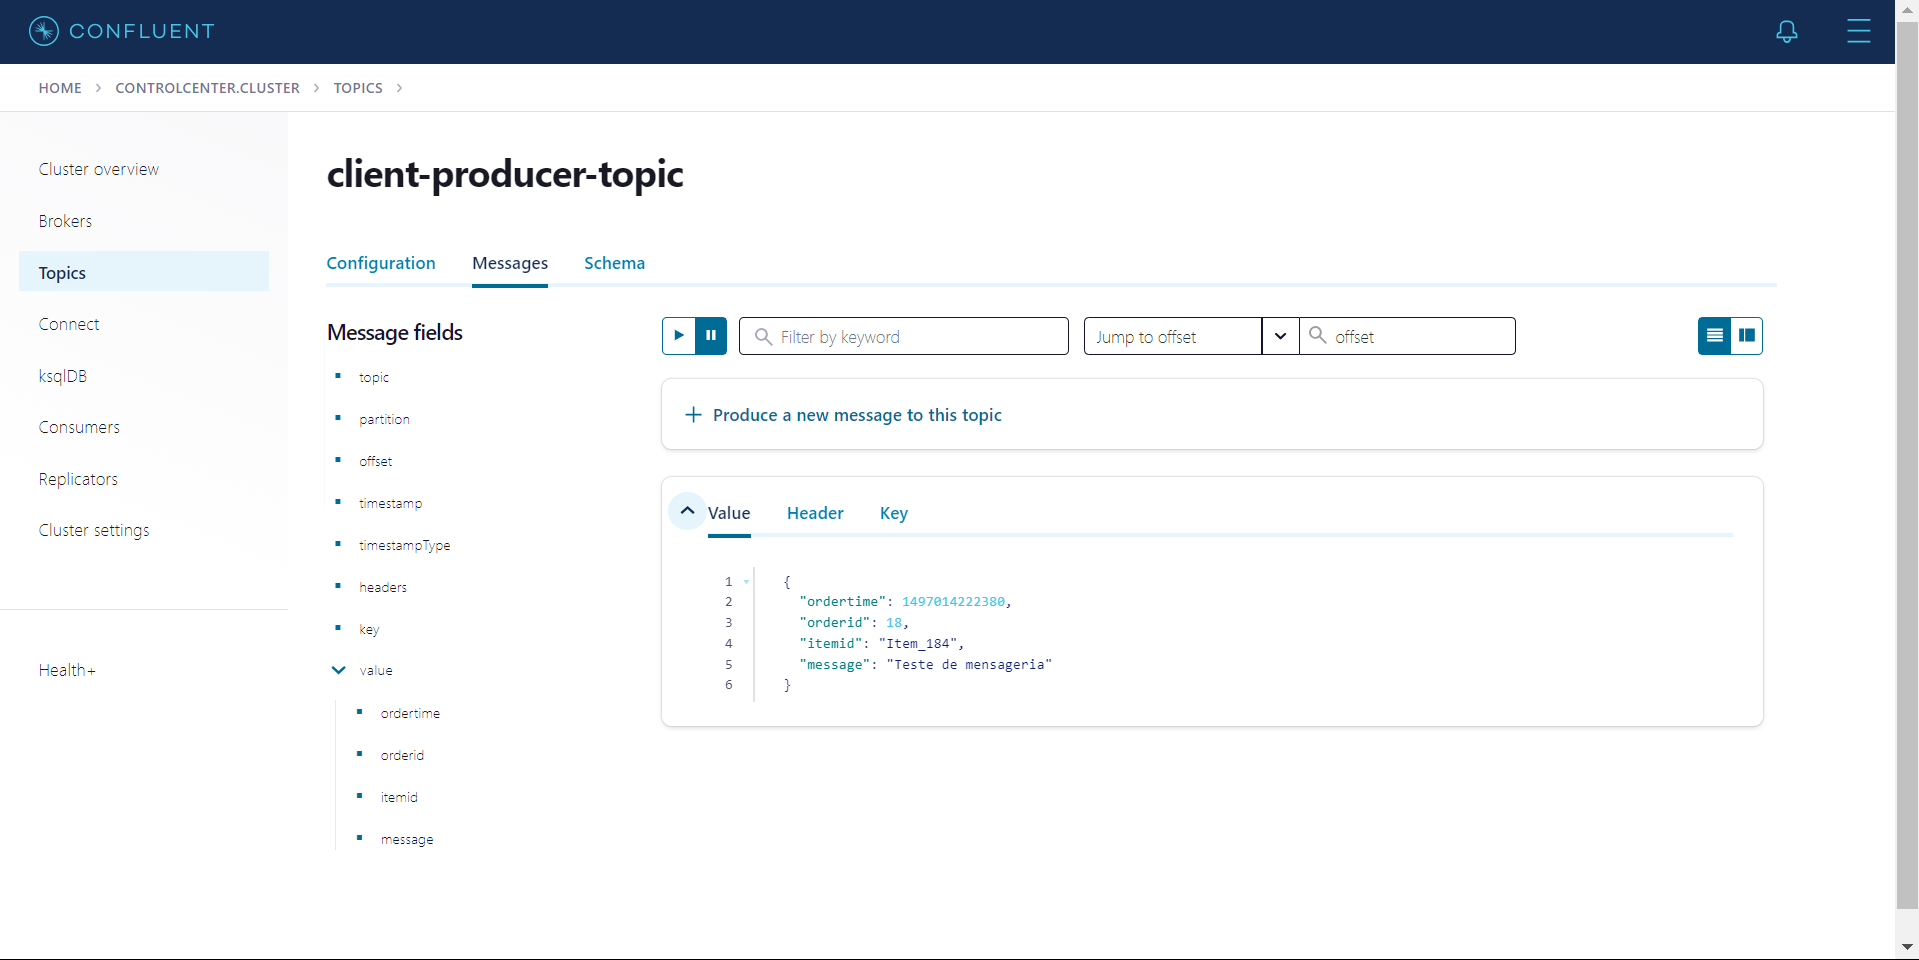 CONFLUENT
HOME > CONTROLCENTER.CLUSTER > TOPICS >
Cluster overview
Brokers
Topics
Connect
ksqlDB
Consumers
Replicators
Cluster settings
Health+
client-producer-topic
Configuration Messages Schema
Message fields
topic
partition
offset
timestamp
timestampType
headers
key
value
ordertime
orderid
itemid
message
Filter by keyword
Jump to offset
offset
+ Produce a new message to this topic
Value Header Key
1 {
2 "ordertime": 1497014222380,
3 "orderid": 18,
4 "itemid": "Item_184",
5 "message": "Teste de mensageria"
6 }